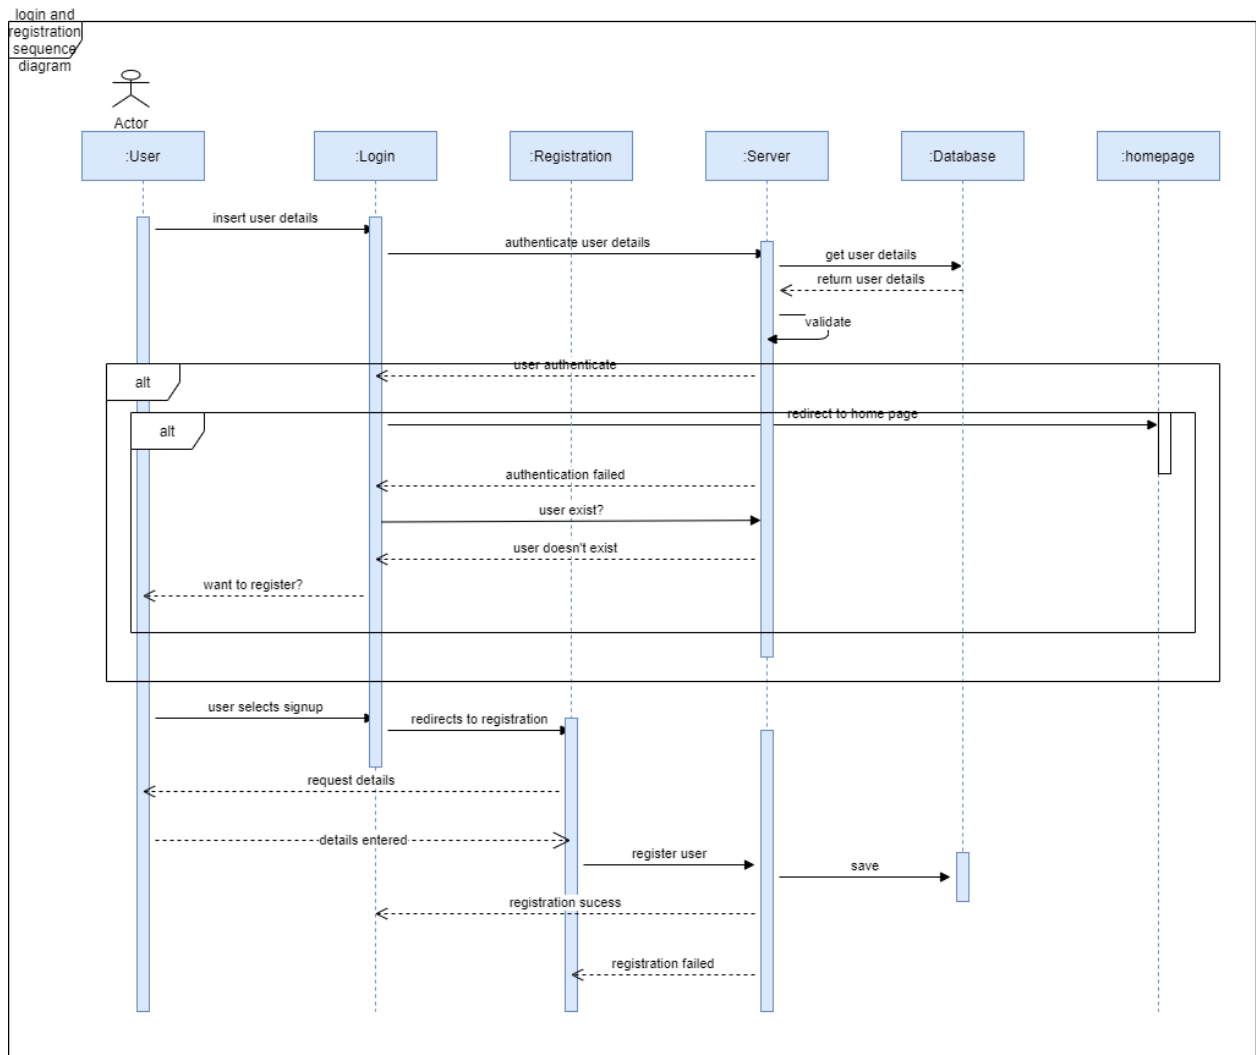 login and
registration
sequence
diagram
Actor
:User
:Login
:Registration
:Server
:Database
:homepage
insert user details
authenticate user details
get user details
return user details
validate
user authenticate
alt
redirect to home page
alt
authentication failed
user exist?
user doesn't exist
want to register?
user selects signup
redirects to registration
request details
details entered
register user
save
registration sucess
registration failed